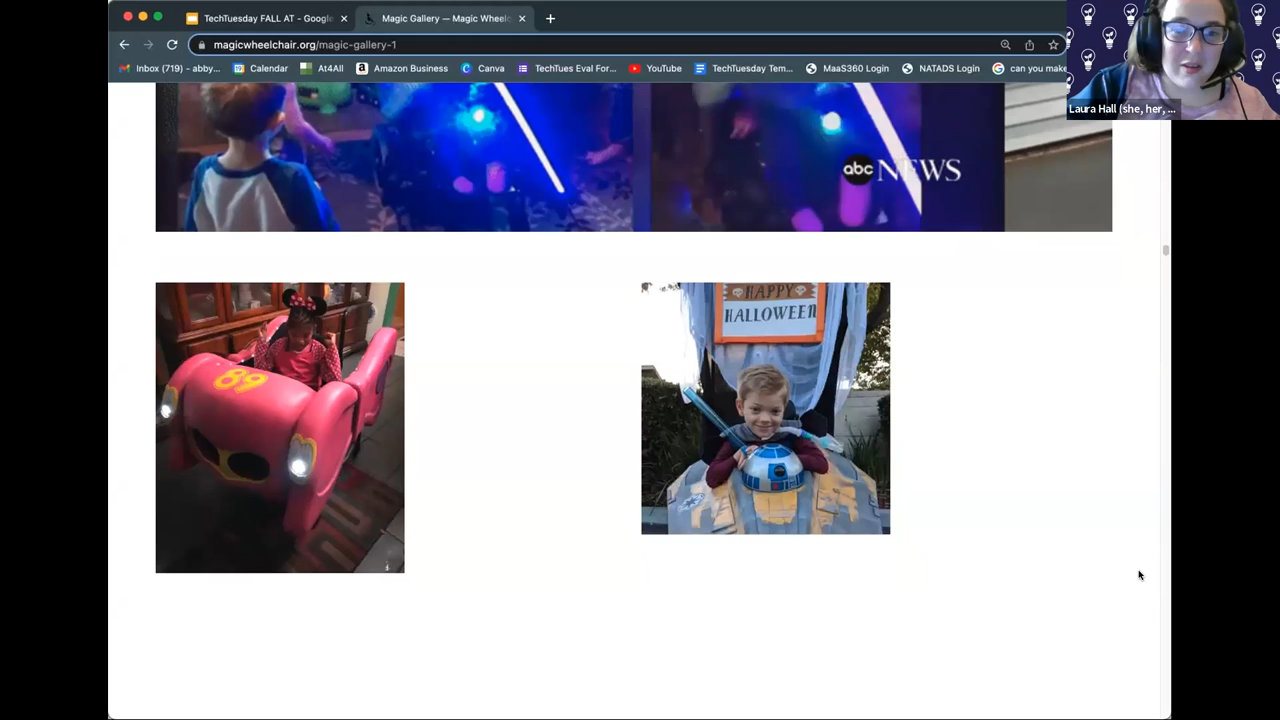 TechTuesday FALL AT - Google
Magic Gallery — Magic Wheelc
magicwheelchair.org/magic-gallery-1
Inbox (719) - abby...
Calendar
At4All
Amazon Business
Canva
TechTues Eval For...
YouTube
TechTuesday Tem...
MaaS360 Login
NATADS Login
can you make
Laura Hall (she, her, ...
abc NEWS
89
HAPPY
HALLOWEEN